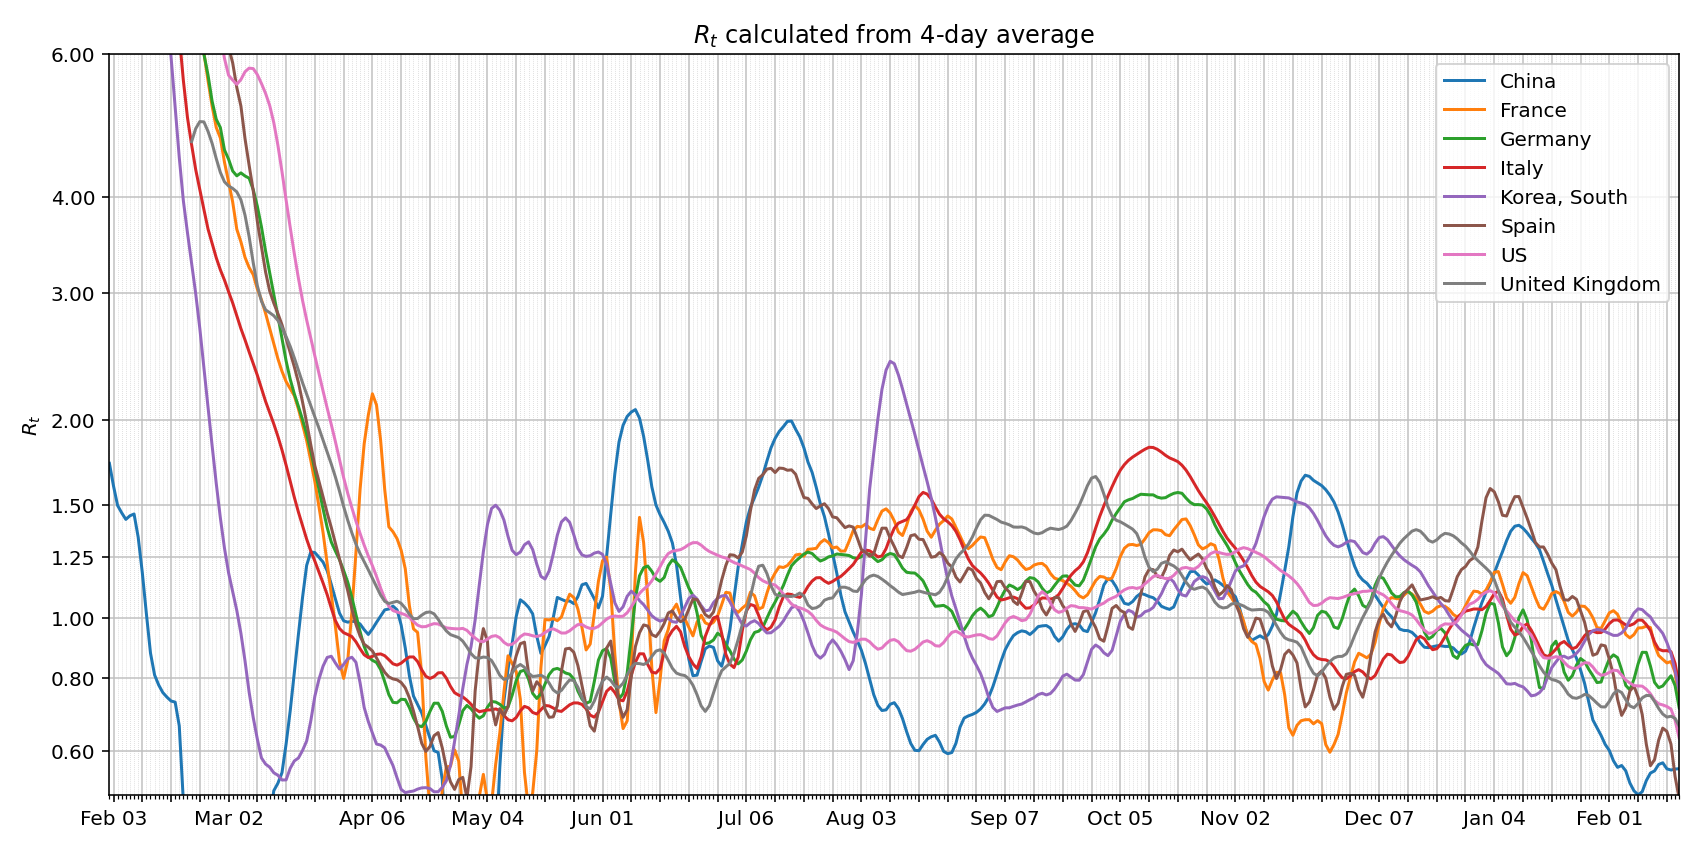 Rt calculated from 4-day average
6.00
4.00
3.00
2.00
1.50
1.25
1.00
0.80
0.60
Rt
China
France
Germany
Italy
Korea, South
Spain
US
United Kingdom
Feb 03 Mar 02 Apr 06 May 04 Jun 01 Jul 06 Aug 03 Sep 07 Oct 05 Nov 02 Dec 07 Jan 04 Feb 01